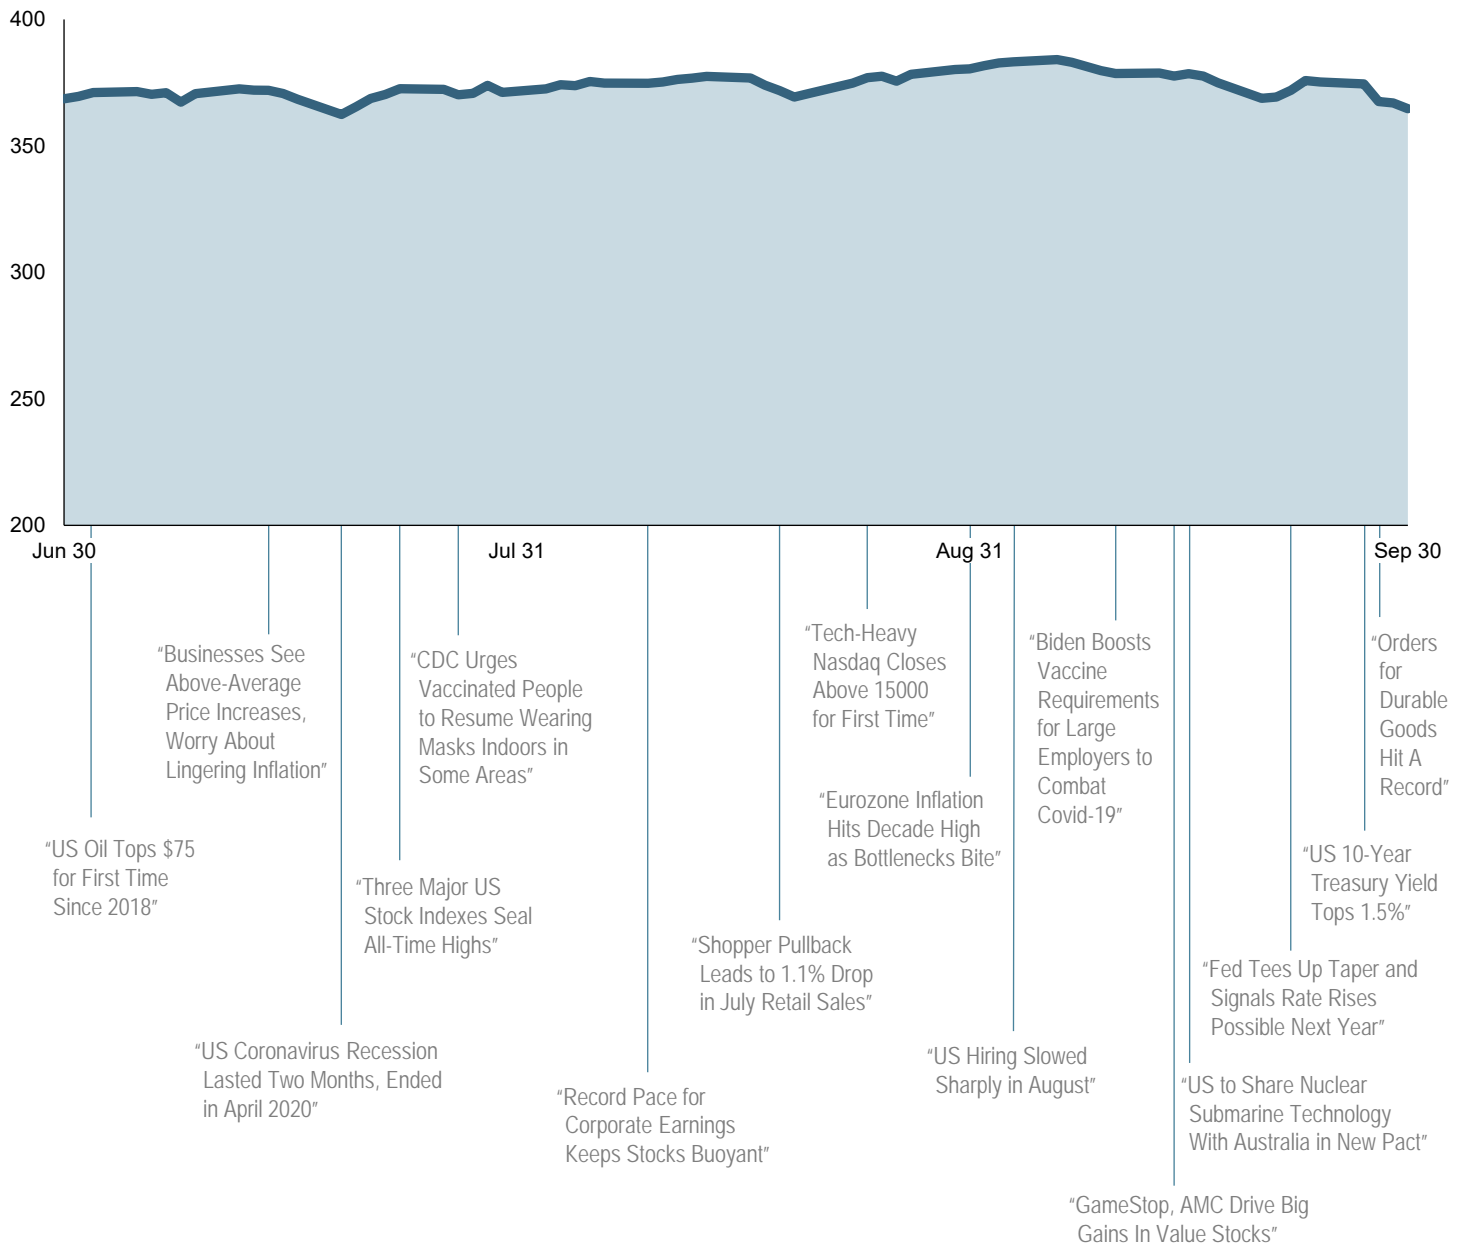 400
350
300
250
200
Jun 30
Jul 31
Aug 31
Sep 30
“US Oil Tops $75
for First Time
Since 2018”
“Businesses See
Above-Average
Price Increases,
Worry About
Lingering Inflation”
“US Coronavirus Recession
Lasted Two Months, Ended
in April 2020”
“Three Major US
Stock Indexes Seal
All-Time Highs”
“CDC Urges
Vaccinated People
to Resume Wearing
Masks Indoors in
Some Areas”
“Record Pace for
Corporate Earnings
Keeps Stocks Buoyant”
“Shopper Pullback
Leads to 1.1% Drop
in July Retail Sales”
“Tech-Heavy
Nasdaq Closes
Above 15000
for First Time”
“Eurozone Inflation
Hits Decade High
as Bottlenecks Bite”
“US Hiring Slowed
Sharply in August”
“Biden Boosts
Vaccine
Requirements
for Large
Employers to
Combat
Covid-19”
“GameStop, AMC Drive Big
Gains In Value Stocks”
“US to Share Nuclear
Submarine Technology
With Australia in New Pact”
“Fed Tees Up Taper and
Signals Rate Rises
Possible Next Year”
“US 10-Year
Treasury Yield
Tops 1.5%”
“Orders
for
Durable
Goods
Hit A
Record”